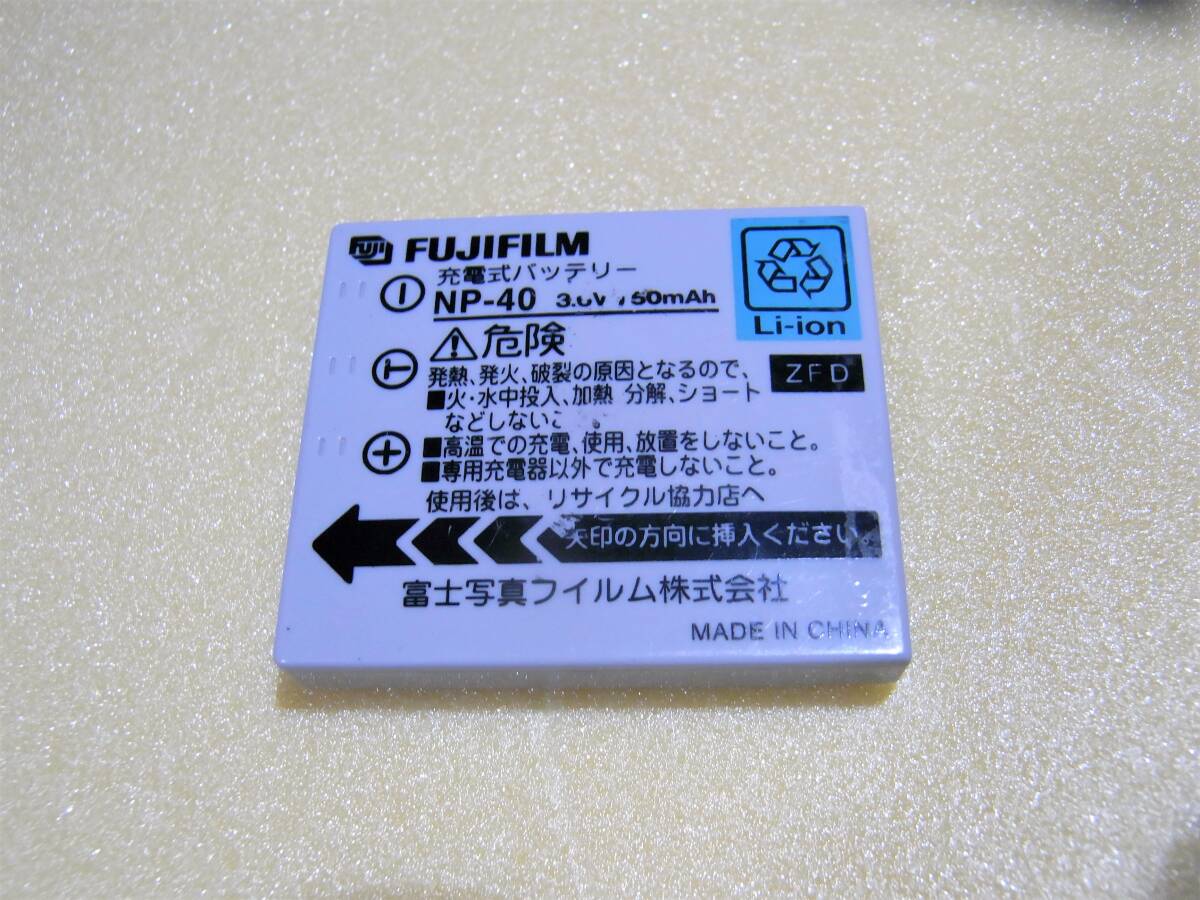 FUJI FUJIFILM
充電式バッテリー
NP-40
Li-ion
危険
ZFD
発熱、発火、破裂の原因となるので、
■火・水中投入、加熱 分解、ショート
などしない
■高温での充電、使用、放置をしないこと。
■専用充電器以外で充電しないこと。
使用後は、リサイクル協力店へ
矢印の方向に挿入ください。
富士写真フイルム株式会社
MADE IN CHINA